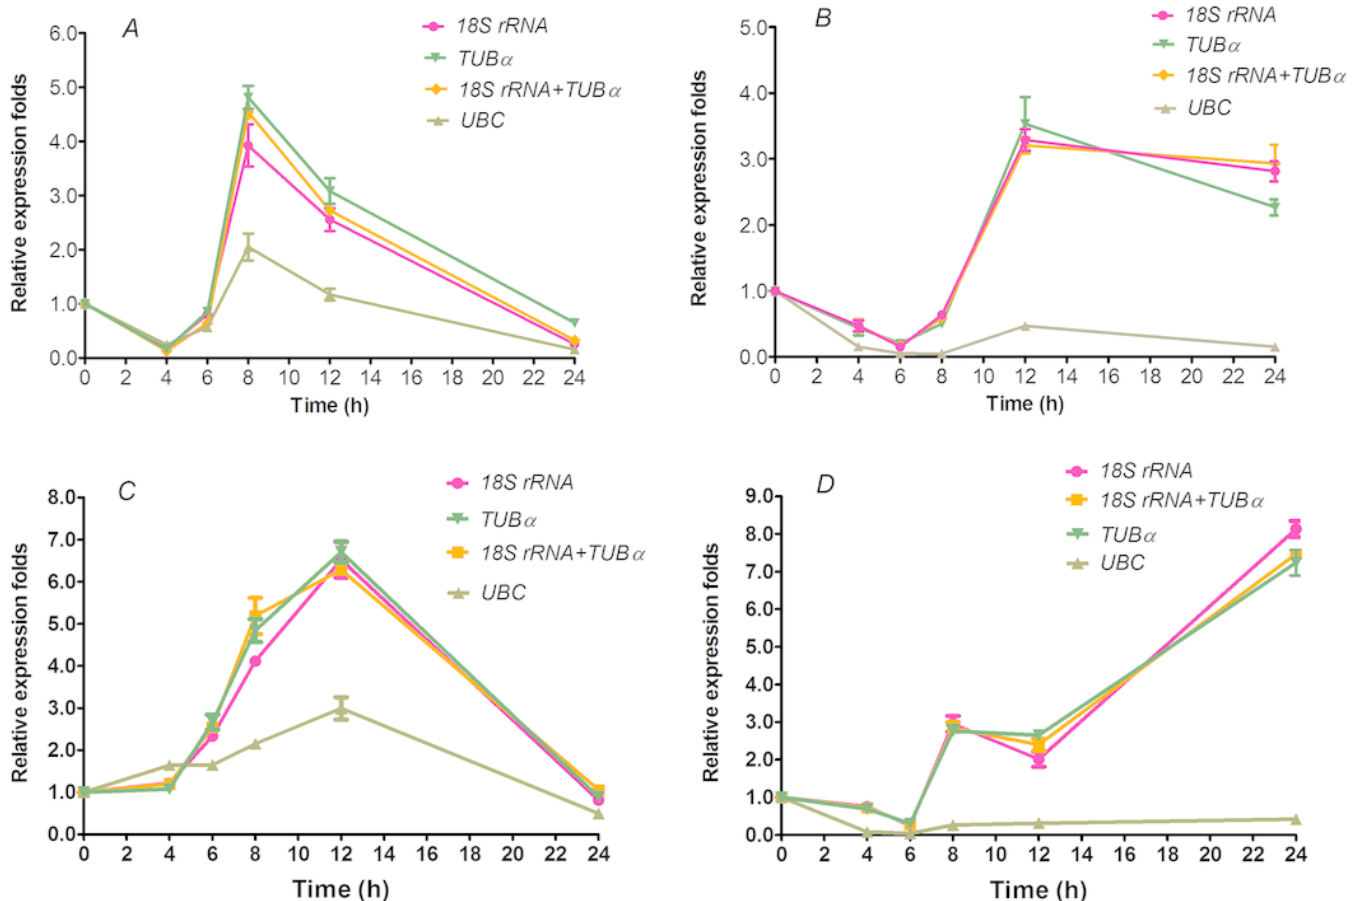 A
18S rRNA
TUBα
18S rRNA+TUBα
UBC
Relative expression folds
6.0
5.0
4.0
3.0
2.0
1.0
0.0
0 2 4 6 8 10 12 14 16 18 20 22 24
Time (h)
B
18S rRNA
TUBα
18S rRNA+TUBα
UBC
Relative expression folds
5.0
4.0
3.0
2.0
1.0
0.0
0 2 4 6 8 10 12 14 16 18 20 22 24
Time (h)
C
18S rRNA
TUBα
18S rRNA+TUBα
UBC
Relative expression folds
8.0
7.0
6.0
5.0
4.0
3.0
2.0
1.0
0.0
0 2 4 6 8 10 12 14 16 18 20 22 24
Time (h)
D
18S rRNA
18S rRNA+TUBα
TUBα
UBC
Relative expression folds
9.0
8.0
7.0
6.0
5.0
4.0
3.0
2.0
1.0
0.0
0 2 4 6 8 10 12 14 16 18 20 22 24
Time (h)